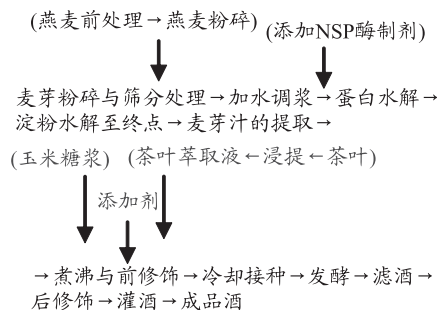 (燕麦前处理→燕麦粉碎) (添加NSP酶制剂)
麦芽粉碎与筛分处理→加水调浆→蛋白水解→
淀粉水解至终点→麦芽汁的提取→
(玉米糖浆) (茶叶萃取液←浸提←茶叶)
添加剂
→煮沸与前修饰→冷却接种→发酵→滤酒→
后修饰→灌酒→成品酒